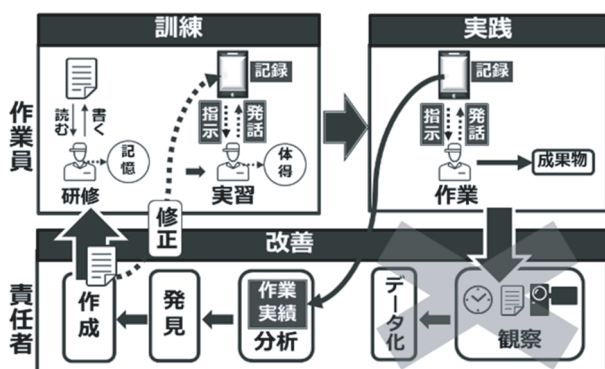 訓練
実践
作業員
読む
書く
記憶
研修
記録
指示
発話
体得
実習
記録
指示
発話
作業
成果物
修正
改善
責任者
作成
発見
作業
実績
分析
データ化
観察